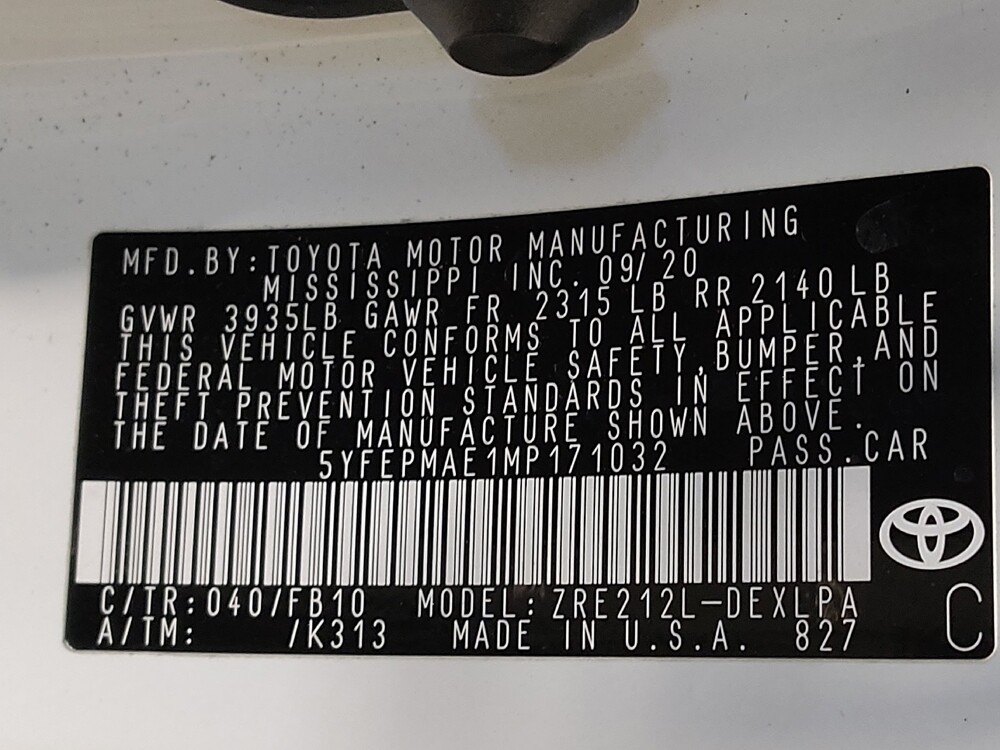 MFD.BY:TOYOTA MOTOR MANUFACTURING
MISSISSIPPI INC. 09/20
GVWR 3935LB GAWR FR 2315 LB RR 2140 LB
THIS VEHICLE CONFORMS TO ALL APPLICABLE
FEDERAL MOTOR VEHICLE SAFETY,BUMPER,AND
THEFT PREVENTION STANDARDS IN EFFECT ON
THE DATE OF MANUFACTURE SHOWN ABOVE.
5YFEPMAE1MP171032 PASS.CAR
C/TR:040/FB10 MODEL:ZRE212L-DEXLPA
A/TM: /K313 MADE IN U.S.A. 827
C